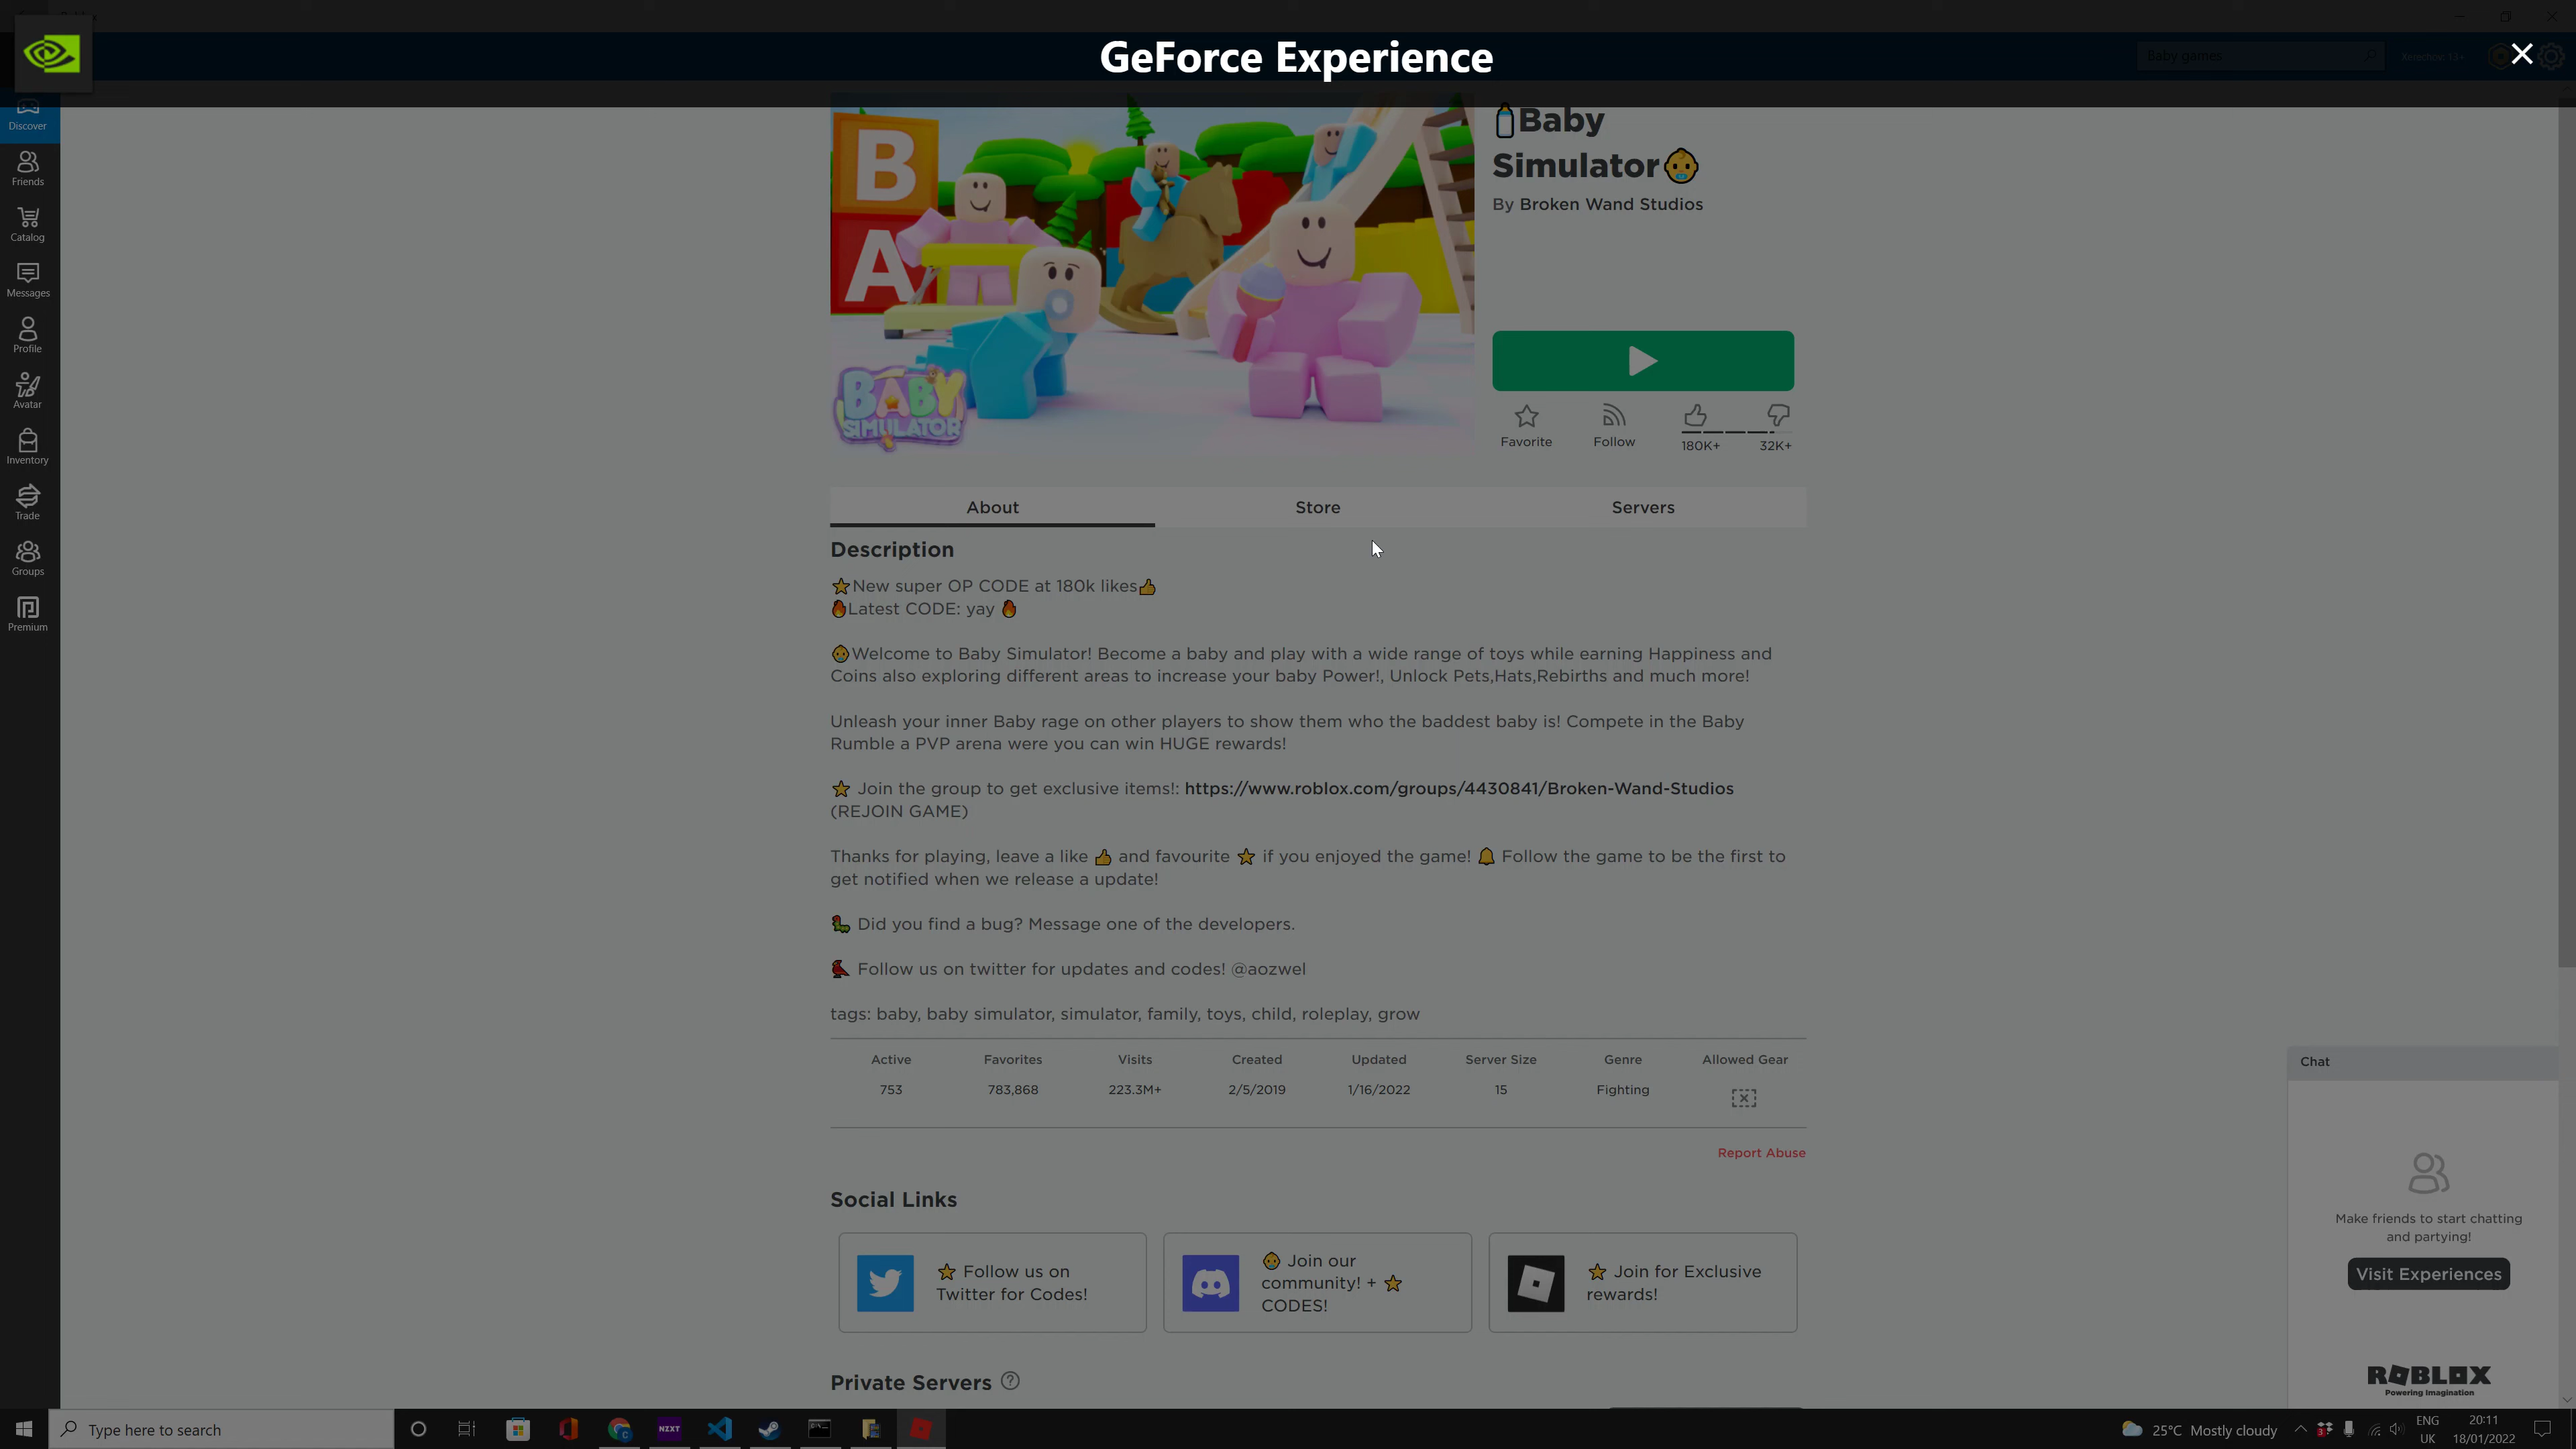 GeForce Experience
Baby games
Discover
Friends
Catalog
Messages
Profile
Avatar
Inventory
Trade
Groups
Premium
B
A
BABY
SIMULATOR
Baby
Simulator
By Broken Wand Studios
Favorite
Follow
180K+
32K+
About
Store
Servers
Description
New super OP CODE at 180k likes
Latest CODE: yay
Welcome to Baby Simulator! Become a baby and play with a wide range of toys while earning Happiness and
Coins also exploring different areas to increase your baby Power!, Unlock Pets,Hats,Rebirths and much more!
Unleash your inner Baby rage on other players to show them who the baddest baby is! Compete in the Baby
Rumble a PVP arena were you can win HUGE rewards!
Join the group to get exclusive items!: https://www.roblox.com/groups/4430841/Broken-Wand-Studios
(REJOIN GAME)
Thanks for playing, leave a like and favourite if you enjoyed the game! Follow the game to be the first to
get notified when we release a update!
Did you find a bug? Message one of the developers.
Follow us on twitter for updates and codes! @aozwel
tags: baby, baby simulator, simulator, family, toys, child, roleplay, grow
Active Favorites Visits Created Updated Server Size Genre Allowed Gear
753 783,868 223.3M+ 2/5/2019 1/16/2022 15 Fighting
Report Abuse
Social Links
Follow us on
Twitter for Codes!
Join our
community! +
CODES!
Join for Exclusive
rewards!
Private Servers
Chat
Make friends to start chatting
and partying!
Visit Experiences
ROBLOX
Powering Imagination
Type here to search
NZXT
25°C Mostly cloudy
ENG
UK
20:11
18/01/2022